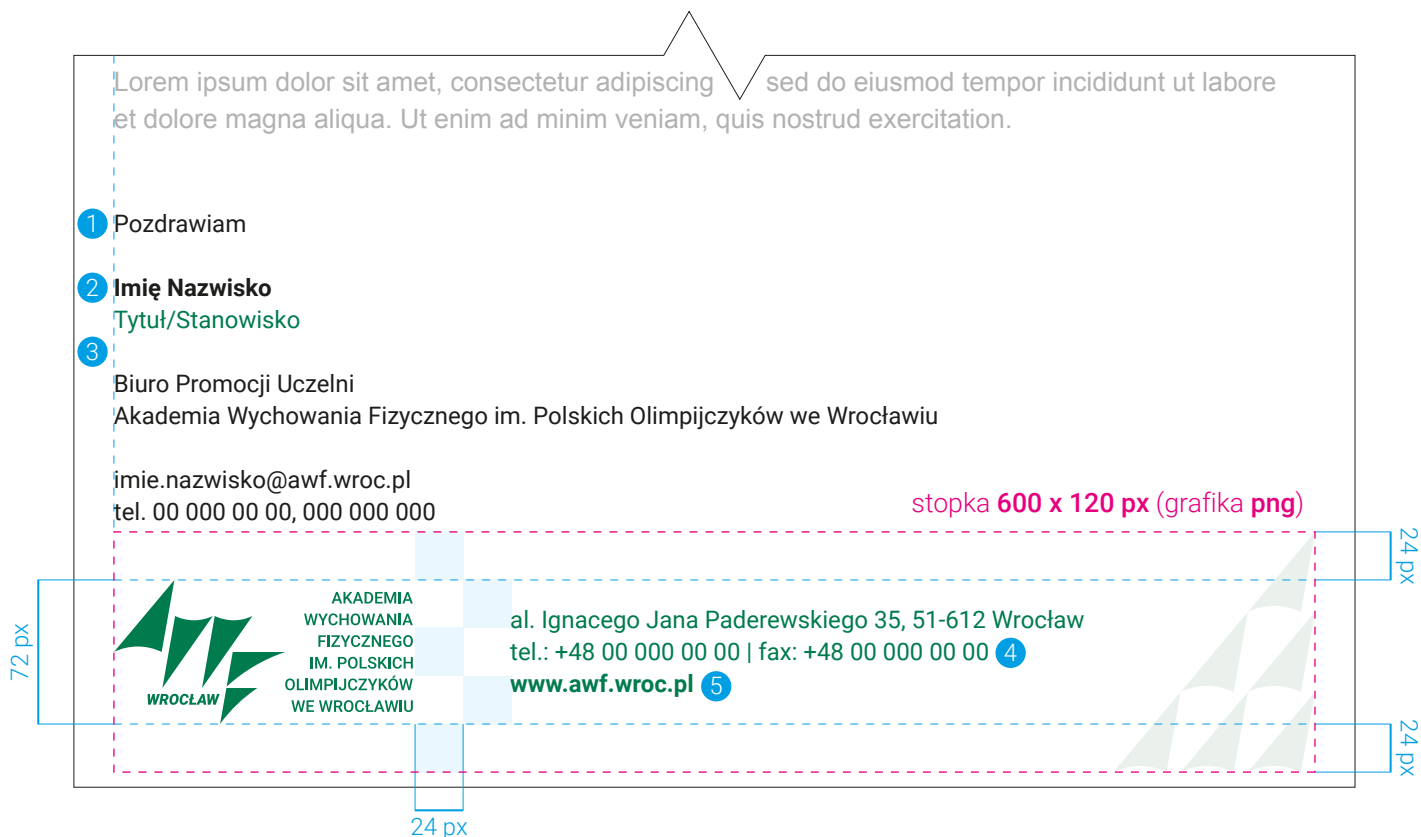 Lorem ipsum dolor sit amet, consectetur adipiscing sed do eiusmod tempor incididunt ut labore
et dolore magna aliqua. Ut enim ad minim veniam, quis nostrud exercitation.
1 Pozdrawiam
2 Imię Nazwisko
Tytuł/Stanowisko
3
Biuro Promocji Uczelni
Akademia Wychowania Fizycznego im. Polskich Olimpijczyków we Wrocławiu
imie.nazwisko@awf.wroc.pl
tel. 00 000 00 00, 000 000 000
stopka 600 x 120 px (grafika png)
24 px
72 px
WROCŁAW
AKADEMIA
WYCHOWANIA
FIZYCZNEGO
IM. POLSKICH
OLIMPIJCZYKÓW
WE WROCŁAWIU
al. Ignacego Jana Paderewskiego 35, 51-612 Wrocław
tel.: +48 00 000 00 00 | fax: +48 00 000 00 00 4
www.awf.wroc.pl 5
24 px
24 px